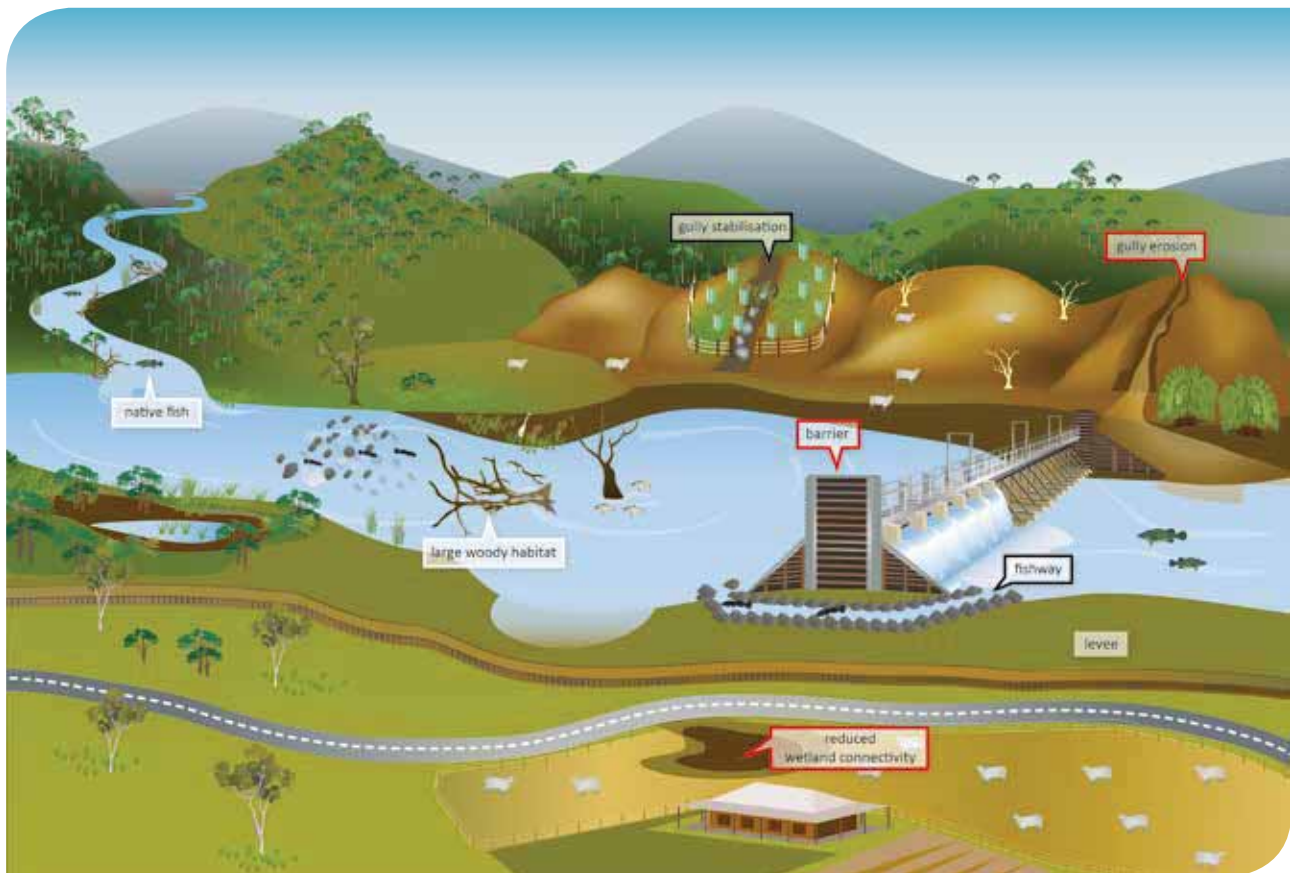 gully stabilisation
gully erosion
native fish
barrier
large woody habitat
fishway
levee
reduced
wetland connectivity